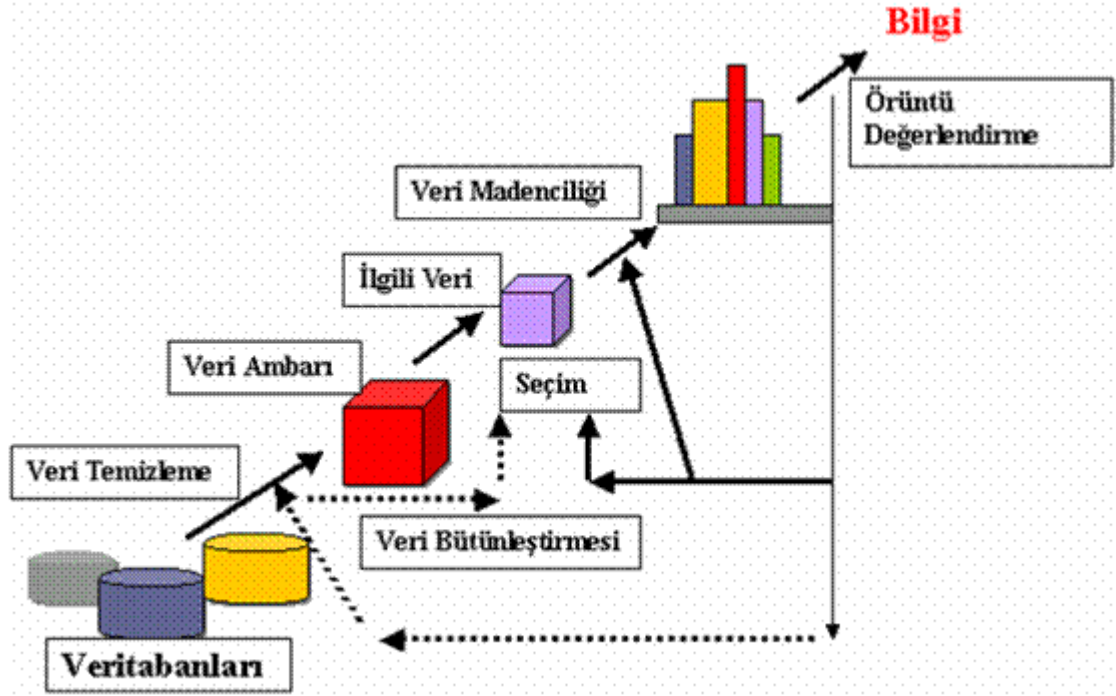 Bilgi
Örüntü
Değerlendirme
Veri Madenciliği
İlgili Veri
Veri Ambarı
Seçim
Veri Temizleme
Veri Bütünleştirmesi
Veritabanları